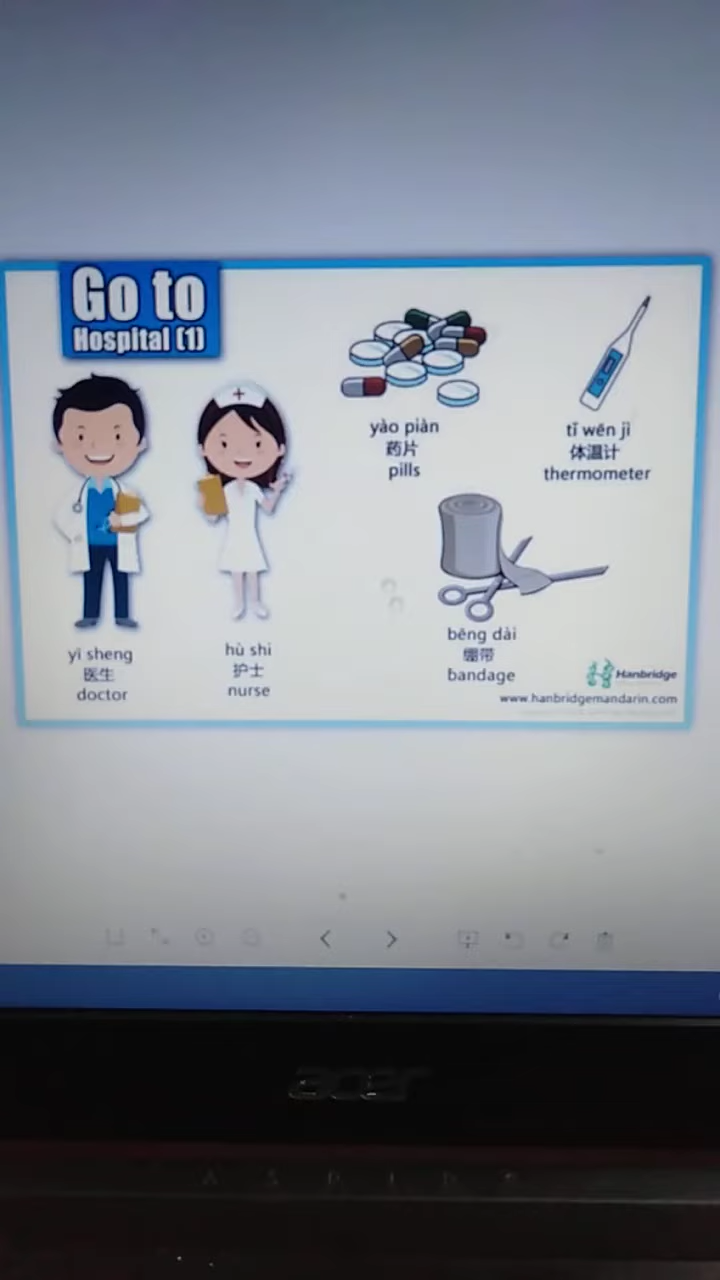 Go to
Hospital (1)
yī sheng
医生
doctor
hù shi
护士
nurse
yào piàn
药片
pills
tǐ wēn jì
体温计
thermometer
bēng dài
绷带
bandage
Hanbridge
www.hanbridgemandarin.com
acer